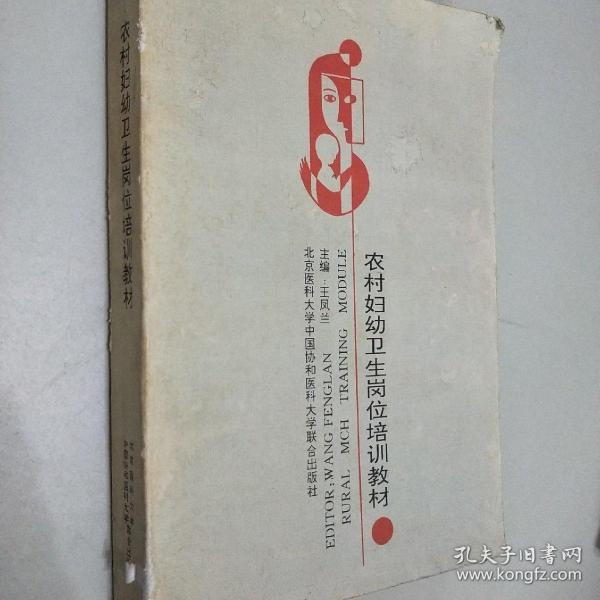 农村妇幼卫生岗位培训教材
农村妇幼卫生岗位培训教材
RURAL MCH TRAINING MODULE
EDITOR; WANG FENGLAN
主编:王凤兰
北京医科大学中国协和医科大学联合出版社
孔夫子旧书网
www.kongfz.com